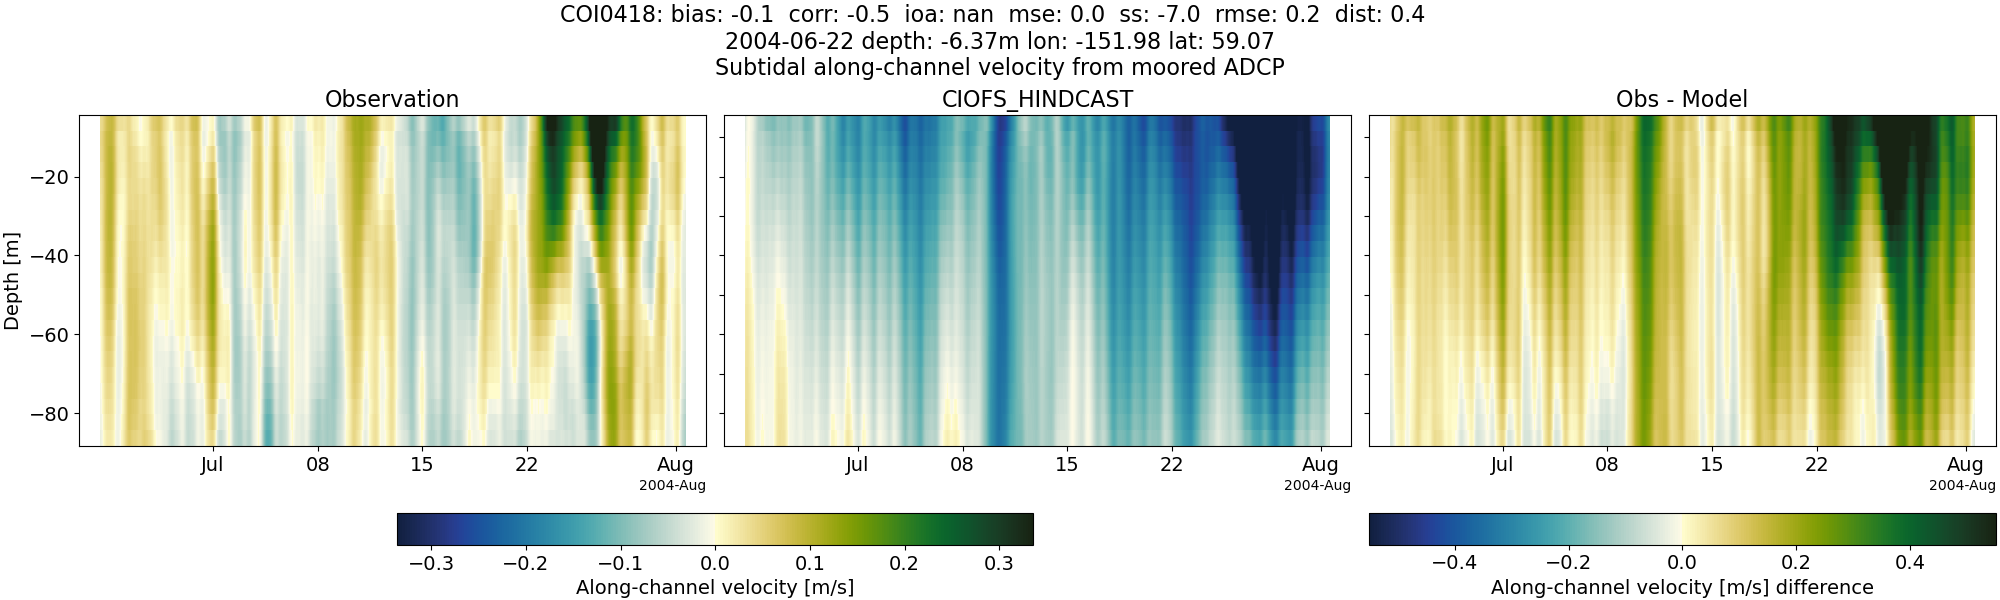 COI0418: bias: -0.1  corr: -0.5  ioa: nan  mse: 0.0  ss: -7.0  rmse: 0.2  dist: 0.4
2004-06-22 depth: -6.37m lon: -151.98 lat: 59.07
Subtidal along-channel velocity from moored ADCP
Observation
CIOFS_HINDCAST
Obs - Model
Depth [m]
−20
−40
−60
−80
Jul 08 15 22 Aug
2004-Aug
Jul 08 15 22 Aug
2004-Aug
Jul 08 15 22 Aug
2004-Aug
−0.3 −0.2 −0.1 0.0 0.1 0.2 0.3
Along-channel velocity [m/s]
−0.4 −0.2 0.0 0.2 0.4
Along-channel velocity [m/s] difference